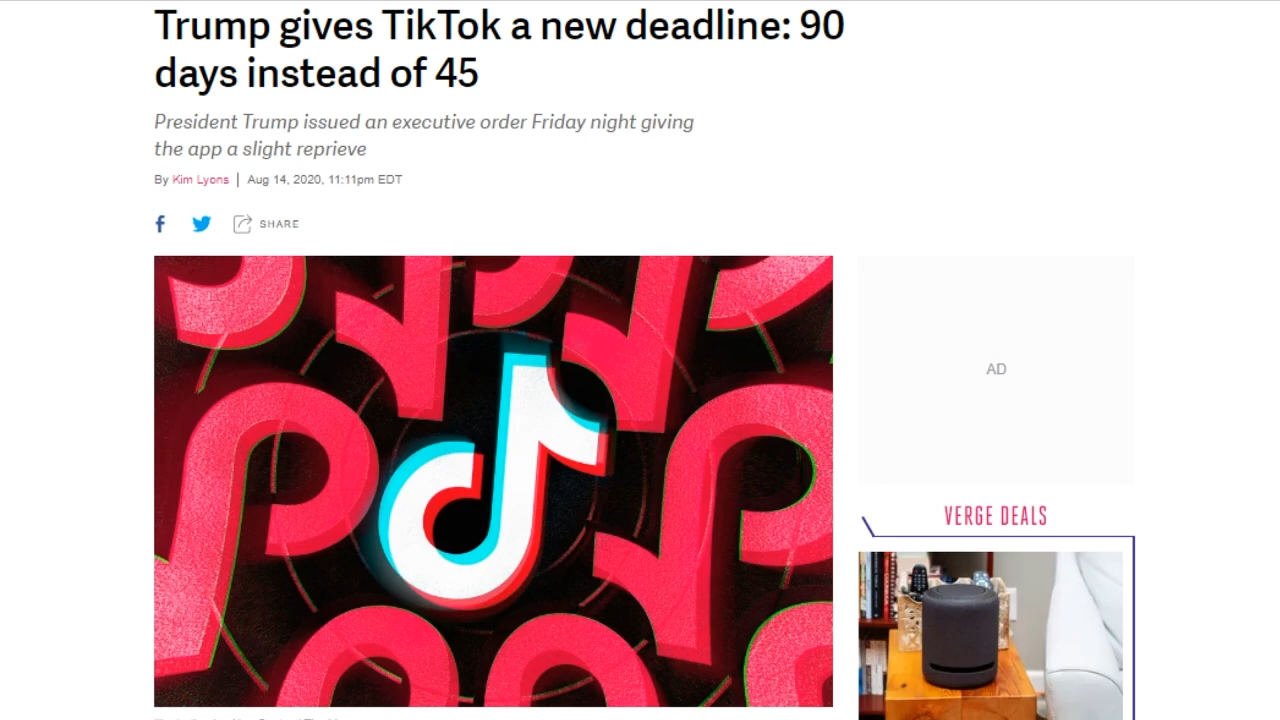 Trump gives TikTok a new deadline: 90
days instead of 45
President Trump issued an executive order Friday night giving
the app a slight reprieve
By Kim Lyons | Aug 14, 2020, 11:11pm EDT
SHARE
AD
VERGE DEALS